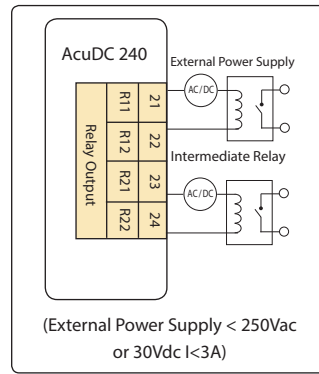 AcuDC 240
External Power Supply
AC/DC
Relay Output
R11 21
R12 22
Intermediate Relay
R21 23
AC/DC
R22 24
(External Power Supply < 250Vac
or 30Vdc I<3A)